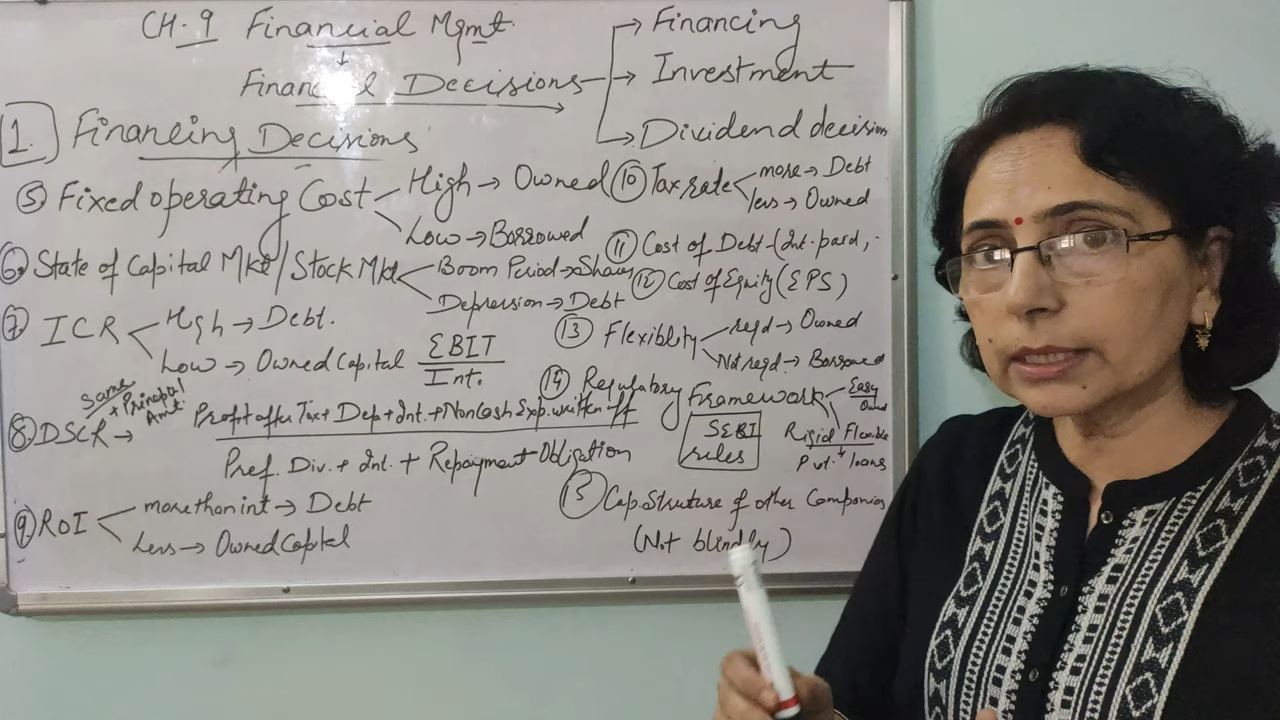 CH-9 Financial Mgmt.
Financial Decisions
Financing
Investment
Dividend decision
1. Financing Decisions
⑤ Fixed operating Cost
High → Owned
Low → Borrowed
⑥ State of Capital Mkt / Stock Mkt
Boom Period → Shares
Depression → Debt
⑦ ICR
High → Debt.
Low → Owned Capital
EBIT
Int.
⑧ DSCR →
Same
+ Principal
Amt.
Profit after Tax + Dep + Int. + Non Cash Exp. written off
Pref. Div. + Int. + Repayment Obligation
⑨ ROI
more than int → Debt
Less → Owned Capital
⑩ Tax rate
more → Debt
less → Owned
⑪ Cost of Debt - (Int. paid,
⑫ Cost of Equity (EPS)
⑬ Flexiblity
reqd → Owned
Not reqd → Borrowed
⑭ Regulatory Framework
Easy
Owned
SEBI
rules
Rigid Flexible
Pvt. loans
⑮ Cap. Structure of other Companies
(Not blindly)